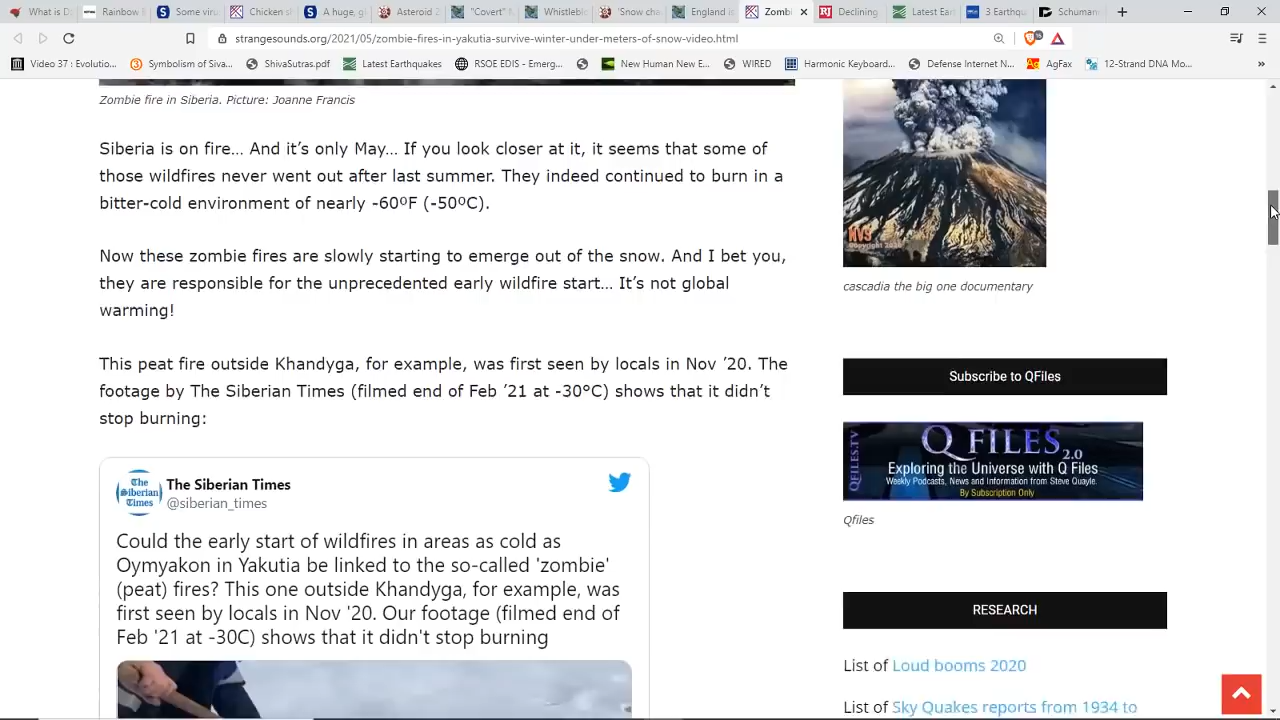 What is D
Being wa
Some viru
Chicken s
A huge, g
Asteroid 2
"Covert"
Whistleblo
'Snow cha
England in
Zomb
Declining
Latest Ear
3 Earthqu
Schuman
strangesounds.org/2021/05/zombie-fires-in-yakutia-survive-winter-under-meters-of-snow-video.html
Video 37 : Evolutio...
Symbolism of Siva...
ShivaSutras.pdf
Latest Earthquakes
RSOE EDIS - Emerg...
New Human New E...
WIRED
Harmonic Keyboard...
Defense Internet N...
AgFax
12-Strand DNA Mo...
Zombie fire in Siberia. Picture: Joanne Francis
Siberia is on fire… And it's only May… If you look closer at it, it seems that some of
those wildfires never went out after last summer. They indeed continued to burn in a
bitter-cold environment of nearly -60ºF (-50ºC).
Now these zombie fires are slowly starting to emerge out of the snow. And I bet you,
they are responsible for the unprecedented early wildfire start… It's not global
warming!
This peat fire outside Khandyga, for example, was first seen by locals in Nov '20. The
footage by The Siberian Times (filmed end of Feb '21 at -30°C) shows that it didn't
stop burning:
The Siberian Times
@siberian_times
Could the early start of wildfires in areas as cold as
Oymyakon in Yakutia be linked to the so-called 'zombie'
(peat) fires? This one outside Khandyga, for example, was
first seen by locals in Nov '20. Our footage (filmed end of
Feb '21 at -30C) shows that it didn't stop burning
cascadia the big one documentary
Subscribe to QFiles
QFILES.TV
Q FILES 2.0
Exploring the Universe with Q Files
Weekly Podcasts, News and Information from Steve Quayle.
By Subscription Only
Qfiles
RESEARCH
List of Loud booms 2020
List of Sky Quakes reports from 1934 to